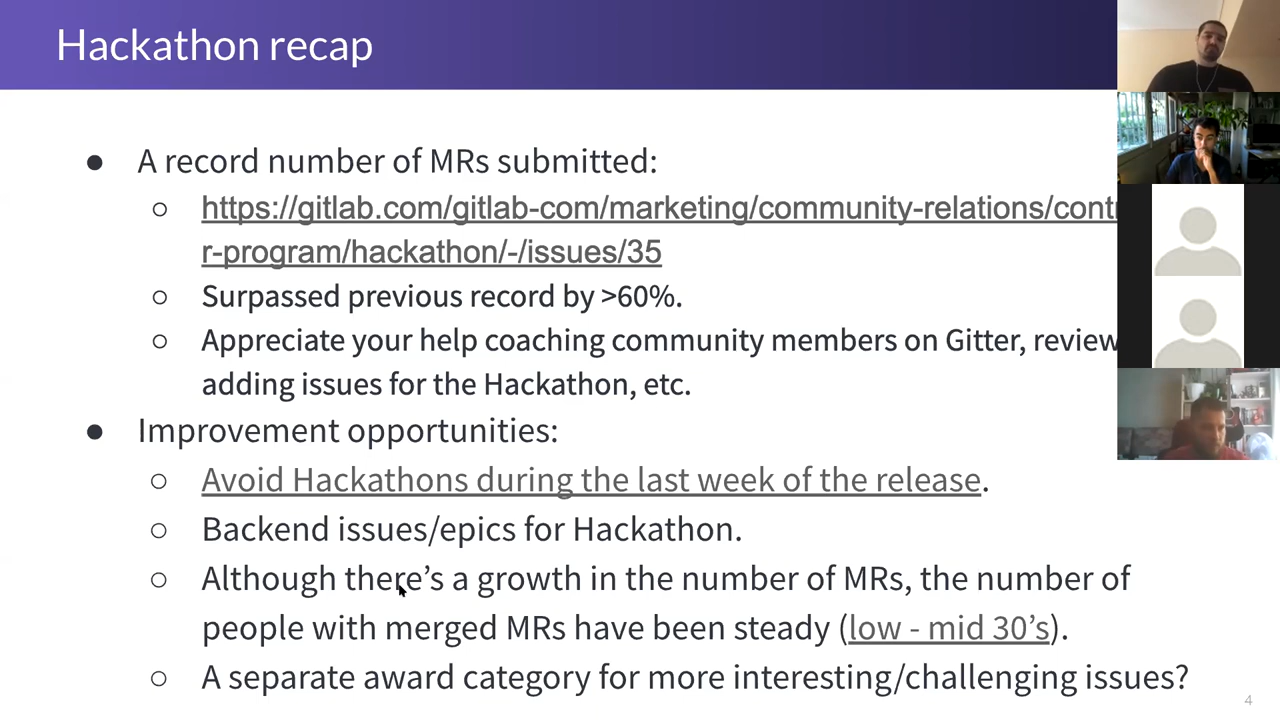 Hackathon recap
● A record number of MRs submitted:
○ https://gitlab.com/gitlab-com/marketing/community-relations/cont
r-program/hackathon/-/issues/35
○ Surpassed previous record by >60%.
○ Appreciate your help coaching community members on Gitter, review
adding issues for the Hackathon, etc.
● Improvement opportunities:
○ Avoid Hackathons during the last week of the release.
○ Backend issues/epics for Hackathon.
○ Although there’s a growth in the number of MRs, the number of
people with merged MRs have been steady (low - mid 30’s).
○ A separate award category for more interesting/challenging issues?
4